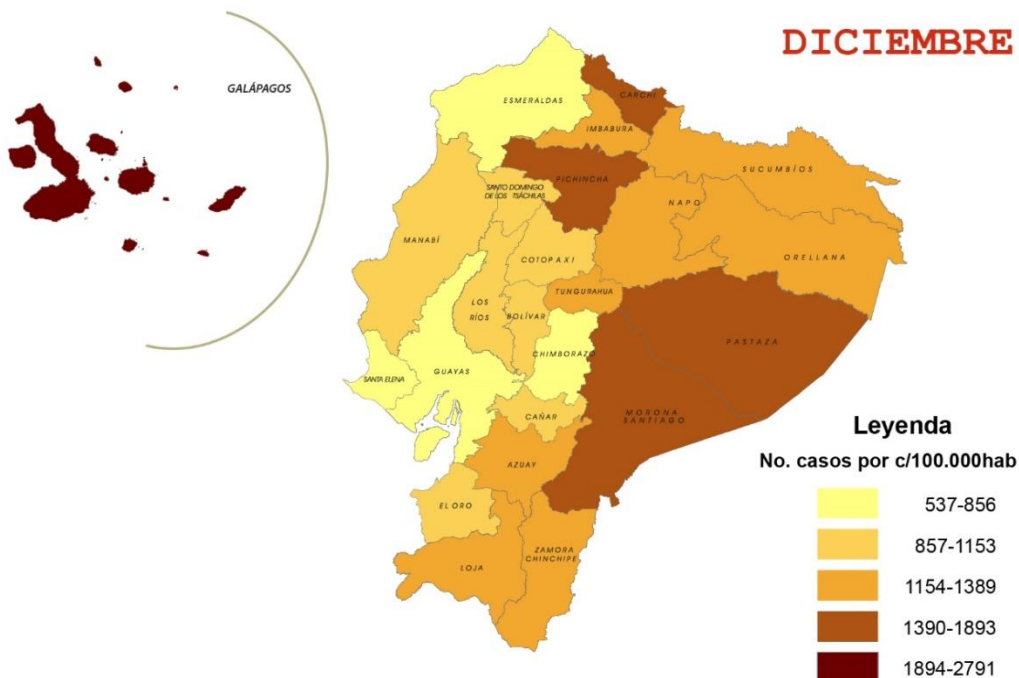 DICIEMBRE
GALÁPAGOS
ESMERALDAS
CARCHI
IMBABURA
SUCUMBÍOS
PICHINCHA
SANTO DOMINGO
DE LOS TSÁCHILAS
NAPO
MANABÍ
COTOPAXI
ORELLANA
TUNGURAHUA
LOS
RÍOS
BOLÍVAR
PASTAZA
CHIMBORAZO
SANTA ELENA
GUAYAS
MORONA
SANTIAGO
CAÑAR
AZUAY
EL ORO
ZAMORA
CHINCHIPE
LOJA
Leyenda
No. casos por c/100.000hab
537-856
857-1153
1154-1389
1390-1893
1894-2791